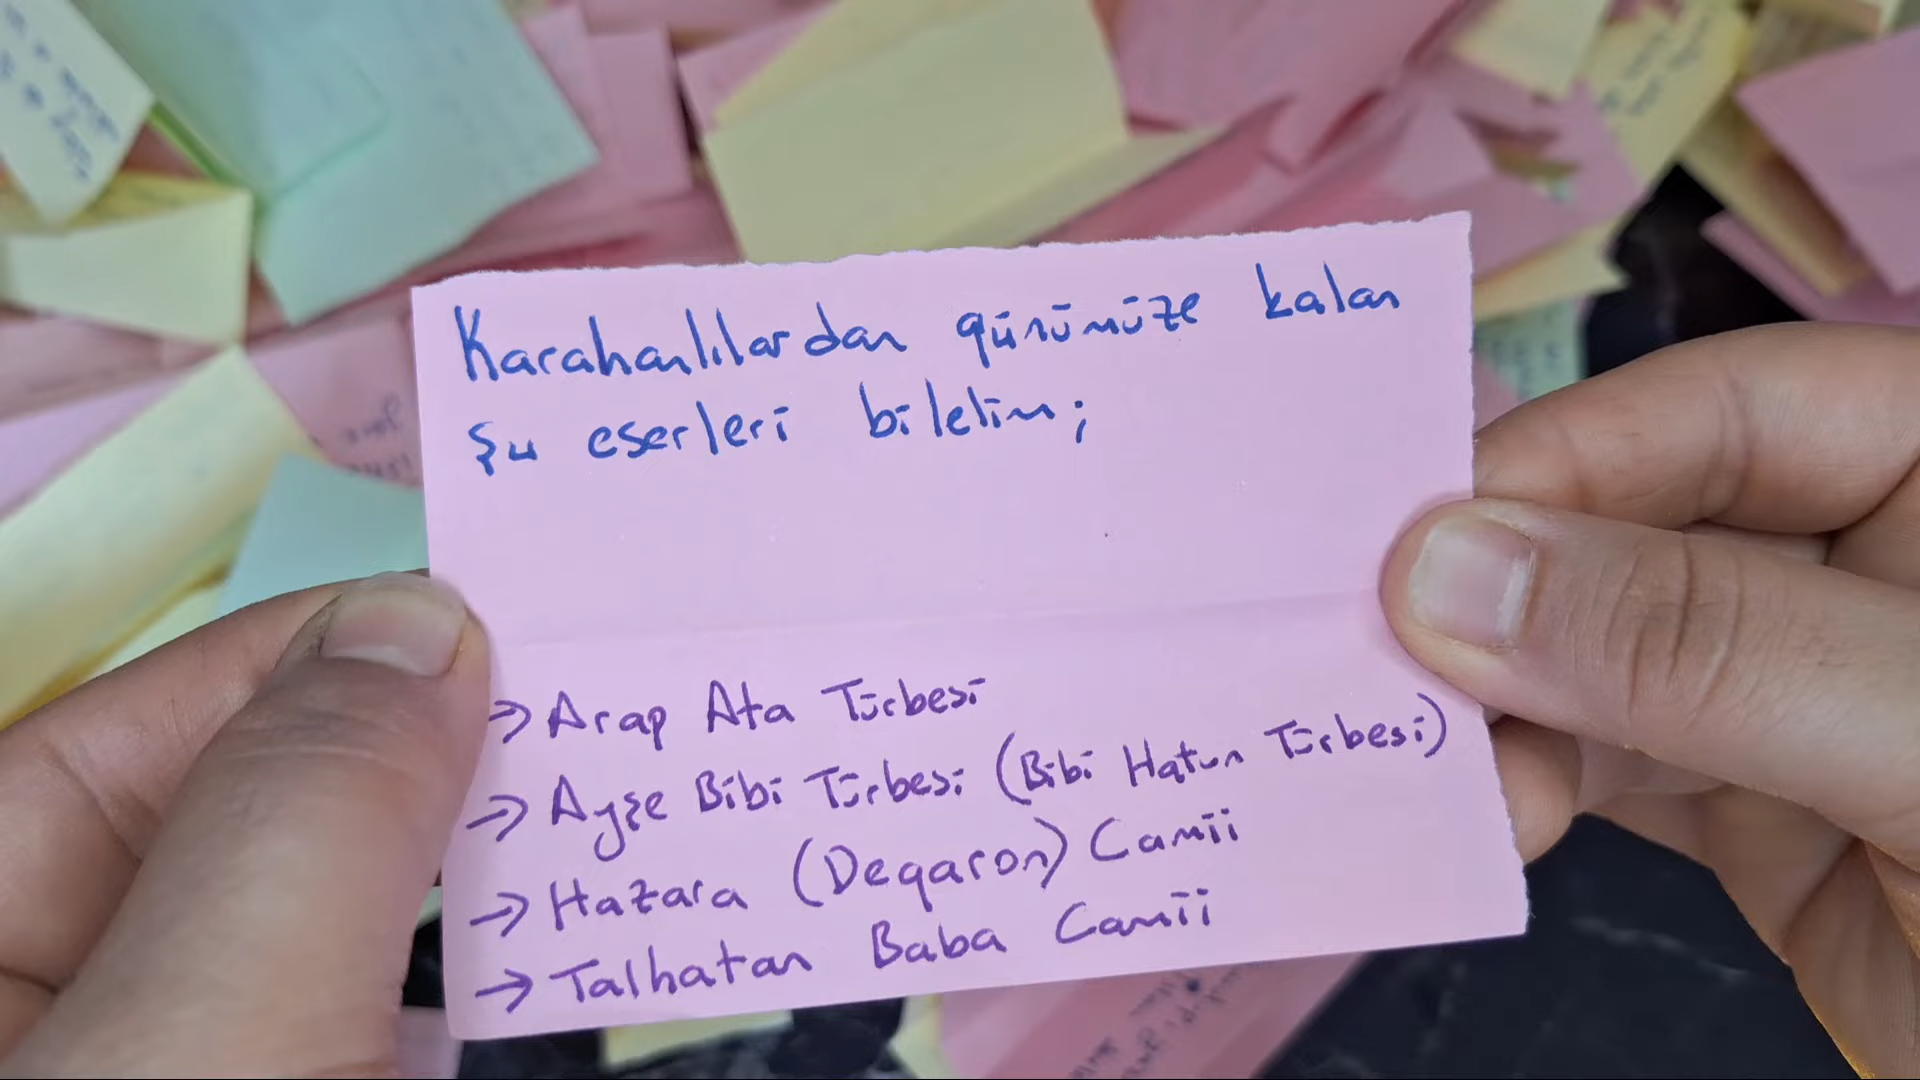 Karahanlılardan günümüze kalan
şu eserleri bilelim;
→ Arap Ata Türbesi
→ Ayşe Bibi Türbesi (Bibi Hatun Türbesi)
→ Hazara (Degaron) Camii
→ Talhatan Baba Camii